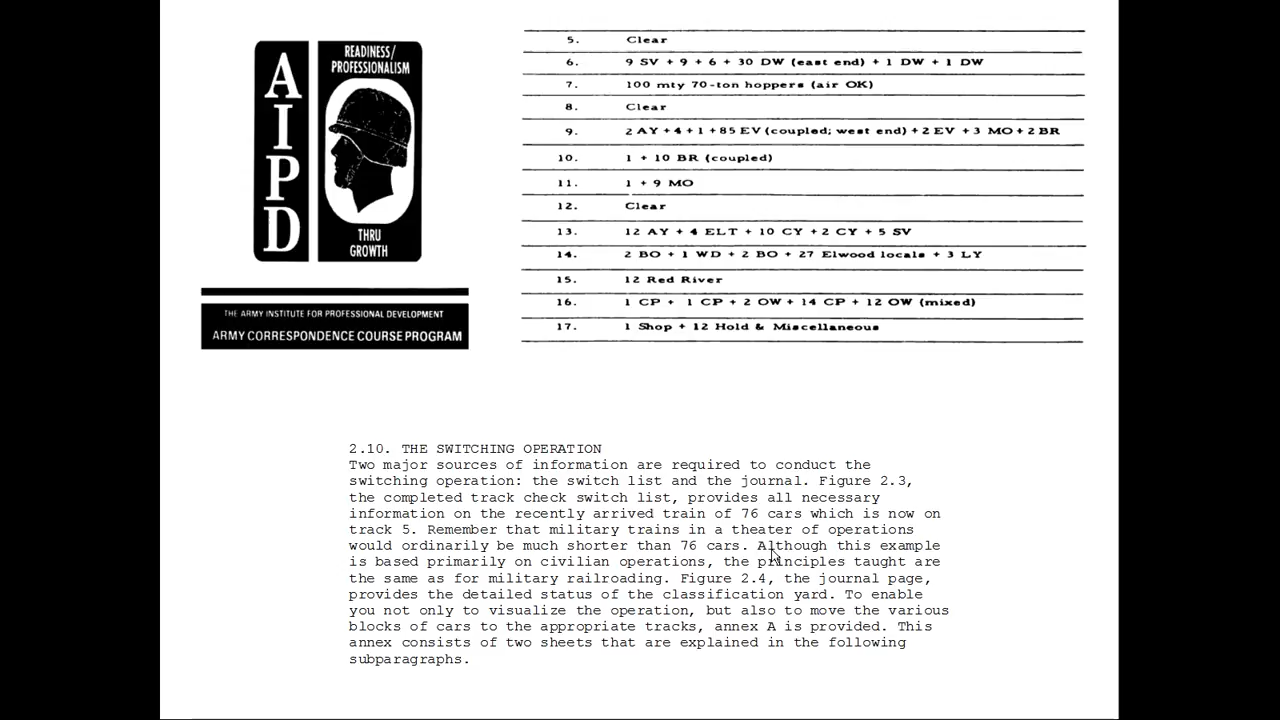 AIPD
READINESS/
PROFESSIONALISM
THRU
GROWTH
THE ARMY INSTITUTE FOR PROFESSIONAL DEVELOPMENT
ARMY CORRESPONDENCE COURSE PROGRAM
5. Clear
6. 9 SV + 9 + 6 + 30 DW (east end) + 1 DW + 1 DW
7. 100 mty 70-ton hoppers (air OK)
8. Clear
9. 2 AY + 4 + 1 + 85 EV (coupled; west end) + 2 EV + 3 MO + 2 BR
10. 1 + 10 BR (coupled)
11. 1 + 9 MO
12. Clear
13. 12 AY + 4 ELT + 10 CY + 2 CY + 5 SV
14. 2 BO + 1 WD + 2 BO + 27 Elwood locals + 3 LY
15. 12 Red River
16. 1 CP + 1 CP + 2 OW + 14 CP + 12 OW (mixed)
17. 1 Shop + 12 Hold & Miscellaneous
2.10. THE SWITCHING OPERATION
Two major sources of information are required to conduct the
switching operation: the switch list and the journal. Figure 2.3,
the completed track check switch list, provides all necessary
information on the recently arrived train of 76 cars which is now on
track 5. Remember that military trains in a theater of operations
would ordinarily be much shorter than 76 cars. Although this example
is based primarily on civilian operations, the principles taught are
the same as for military railroading. Figure 2.4, the journal page,
provides the detailed status of the classification yard. To enable
you not only to visualize the operation, but also to move the various
blocks of cars to the appropriate tracks, annex A is provided. This
annex consists of two sheets that are explained in the following
subparagraphs.